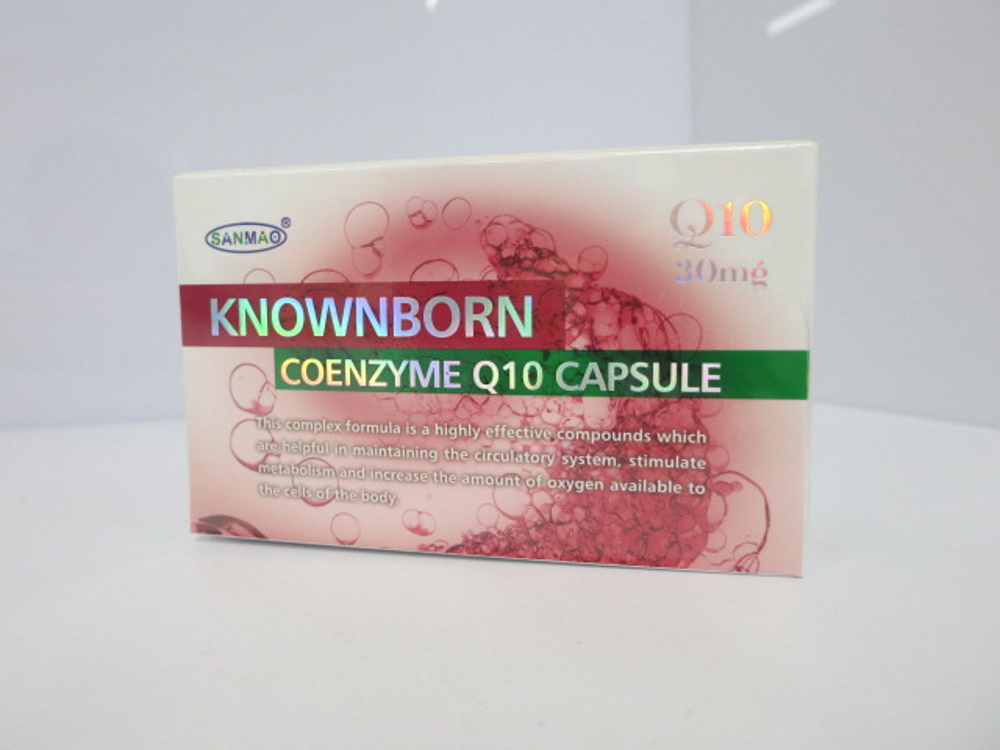 SANMAO®
Q10
30mg
KNOWNBORN
COENZYME Q10 CAPSULE
This complex formula is a highly effective compounds which
are helpful in maintaining the circulatory system, stimulate
metabolism and increase the amount of oxygen available to
the cells of the body.